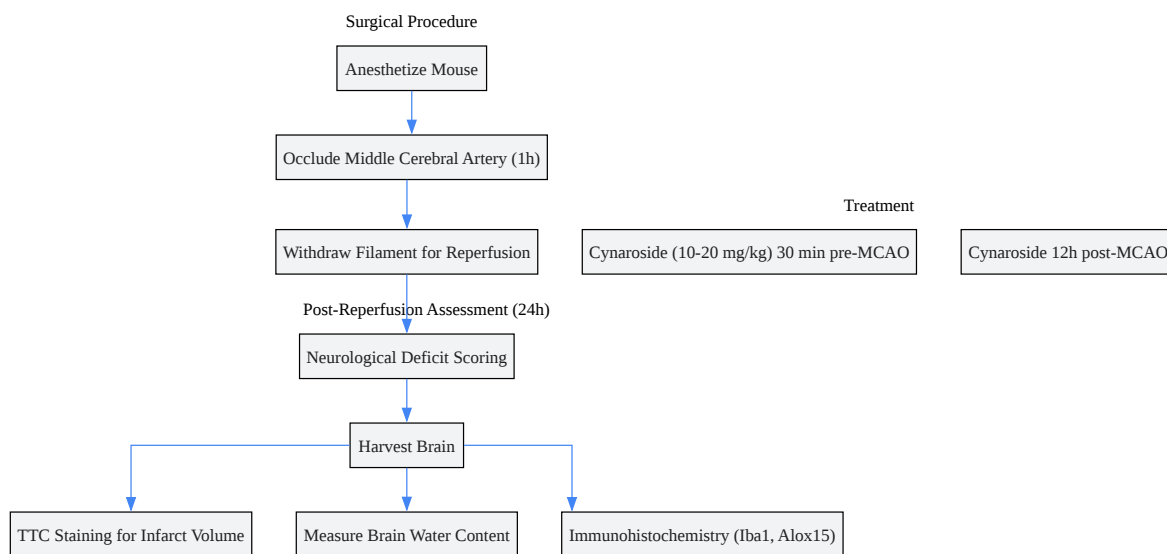 Surgical Procedure
Anesthetize Mouse
Occlude Middle Cerebral Artery (1h)
Treatment
Withdraw Filament for Reperfusion
Cynaroside (10-20 mg/kg) 30 min pre-MCAO
Cynaroside 12h post-MCAO
Post-Reperfusion Assessment (24h)
Neurological Deficit Scoring
Harvest Brain
TTC Staining for Infarct Volume
Measure Brain Water Content
Immunohistochemistry (Iba1, Alox15)